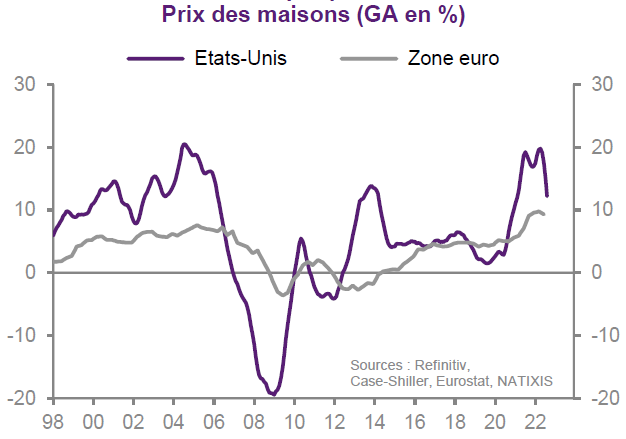 Prix des maisons (GA en %)
Etats-Unis
Zone euro
30 30
20 20
10 10
0 0
-10 -10
-20 -20
Sources : Refinitiv,
Case-Shiller, Eurostat, NATIXIS
98 00 02 04 06 08 10 12 14 16 18 20 22